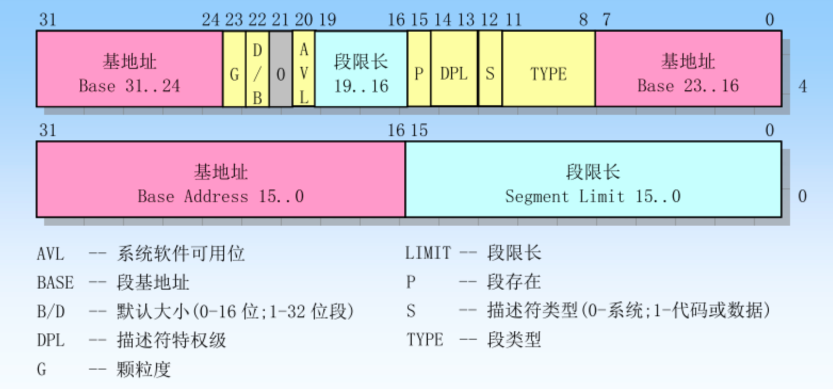 31 24 23 22 21 20 19 16 15 14 13 12 11 8 7 0
基地址 Base 31..24 G D/B 0 AVL 段限长 19..16 P DPL S TYPE 基地址 Base 23..16 4
31 16 15 0
基地址 段限长
Base Address 15..0 Segment Limit 15..0 0
AVL -- 系统软件可用位 LIMIT -- 段限长
BASE -- 段基地址 P -- 段存在
B/D -- 默认大小(0-16 位;1-32 位段) S -- 描述符类型(0-系统;1-代码或数据)
DPL -- 描述符特权级 TYPE -- 段类型
G -- 颗粒度